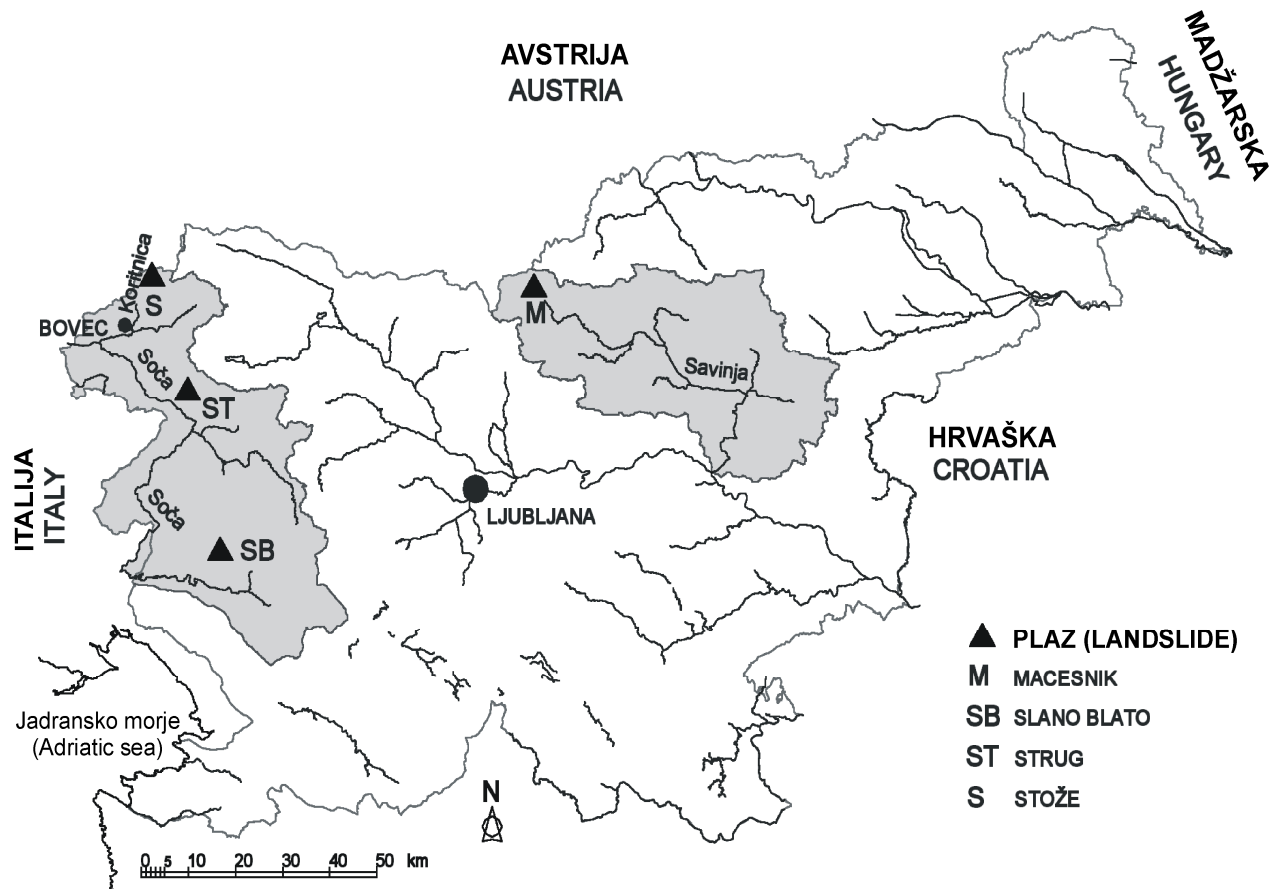 AVSTRIJA
AUSTRIA
MADŽARSKA
HUNGARY
Koritnica
S
BOVEC
Soča
ST
M
Savinja
HRVAŠKA
CROATIA
ITALIJA
ITALY
Soča
LJUBLJANA
SB
PLAZ (LANDSLIDE)
M MACESNIK
SB SLANO BLATO
ST STRUG
S STOŽE
Jadransko morje
(Adriatic sea)
N
0 5 10 20 30 40 50 km